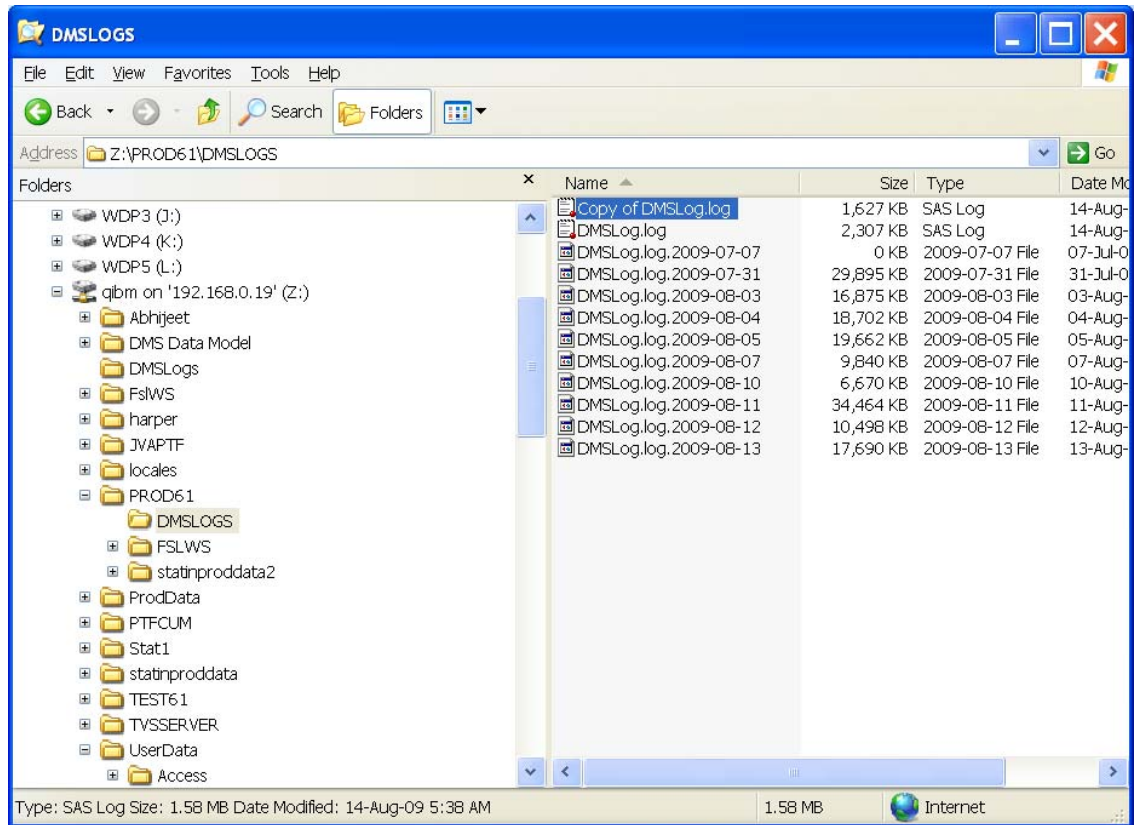 DMSLOGS
File Edit View Favorites Tools Help
Back Search Folders
Address Z:\PROD61\DMSLOGS Go
Folders x
WDP3 (J:)
WDP4 (K:)
WDP5 (L:)
qibm on '192.168.0.19' (Z:)
Abhijeet
DMS Data Model
DMSLogs
FslWS
harper
JVAPTF
locales
PROD61
DMSLOGS
FSLWS
statinproddata2
ProdData
PTFCUM
Stat1
statinproddata
TEST61
TVSSERVER
UserData
Access
Name Size Type Date Mo
Copy of DMSLog.log 1,627 KB SAS Log 14-Aug-
DMSLog.log 2,307 KB SAS Log 14-Aug-
DMSLog.log.2009-07-07 0 KB 2009-07-07 File 07-Jul-0
DMSLog.log.2009-07-31 29,895 KB 2009-07-31 File 31-Jul-0
DMSLog.log.2009-08-03 16,875 KB 2009-08-03 File 03-Aug-
DMSLog.log.2009-08-04 18,702 KB 2009-08-04 File 04-Aug-
DMSLog.log.2009-08-05 19,662 KB 2009-08-05 File 05-Aug-
DMSLog.log.2009-08-07 9,840 KB 2009-08-07 File 07-Aug-
DMSLog.log.2009-08-10 6,670 KB 2009-08-10 File 10-Aug-
DMSLog.log.2009-08-11 34,464 KB 2009-08-11 File 11-Aug-
DMSLog.log.2009-08-12 10,498 KB 2009-08-12 File 12-Aug-
DMSLog.log.2009-08-13 17,690 KB 2009-08-13 File 13-Aug-
Type: SAS Log Size: 1.58 MB Date Modified: 14-Aug-09 5:38 AM 1.58 MB Internet